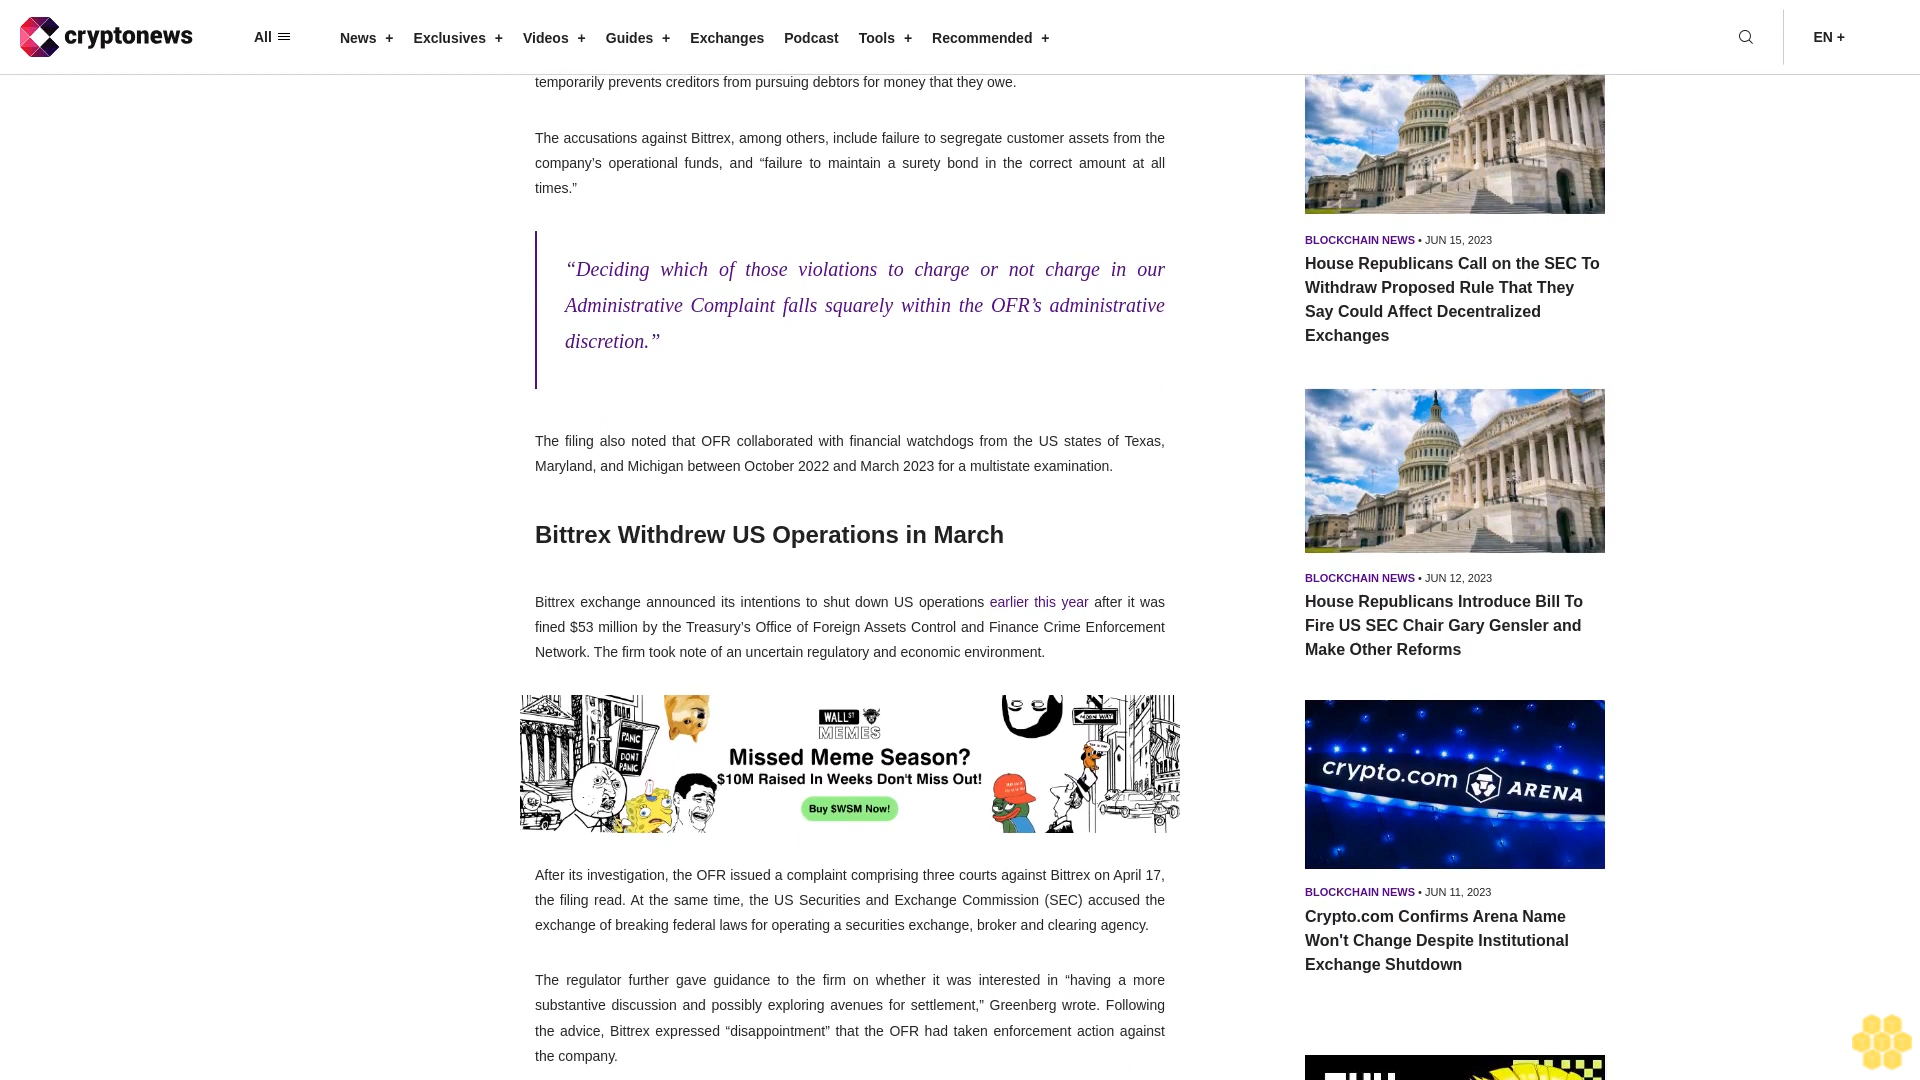 cryptonews
All
News +
Exclusives +
Videos +
Guides +
Exchanges
Podcast
Tools +
Recommended +
EN +
temporarily prevents creditors from pursuing debtors for money that they owe.
The accusations against Bittrex, among others, include failure to segregate customer assets from the
company’s operational funds, and “failure to maintain a surety bond in the correct amount at all
times.”
“Deciding which of those violations to charge or not charge in our
Administrative Complaint falls squarely within the OFR’s administrative
discretion.”
The filing also noted that OFR collaborated with financial watchdogs from the US states of Texas,
Maryland, and Michigan between October 2022 and March 2023 for a multistate examination.
Bittrex Withdrew US Operations in March
Bittrex exchange announced its intentions to shut down US operations earlier this year after it was
fined $53 million by the Treasury’s Office of Foreign Assets Control and Finance Crime Enforcement
Network. The firm took note of an uncertain regulatory and economic environment.
PANIC
DONT
PANIC
WALL ST
MEMES
Missed Meme Season?
$10M Raised In Weeks Don't Miss Out!
Buy $WSM Now!
MOON WAY
After its investigation, the OFR issued a complaint comprising three courts against Bittrex on April 17,
the filing read. At the same time, the US Securities and Exchange Commission (SEC) accused the
exchange of breaking federal laws for operating a securities exchange, broker and clearing agency.
The regulator further gave guidance to the firm on whether it was interested in “having a more
substantive discussion and possibly exploring avenues for settlement,” Greenberg wrote. Following
the advice, Bittrex expressed “disappointment” that the OFR had taken enforcement action against
the company.
BLOCKCHAIN NEWS • JUN 15, 2023
House Republicans Call on the SEC To
Withdraw Proposed Rule That They
Say Could Affect Decentralized
Exchanges
BLOCKCHAIN NEWS • JUN 12, 2023
House Republicans Introduce Bill To
Fire US SEC Chair Gary Gensler and
Make Other Reforms
crypto.com ARENA
BLOCKCHAIN NEWS • JUN 11, 2023
Crypto.com Confirms Arena Name
Won't Change Despite Institutional
Exchange Shutdown